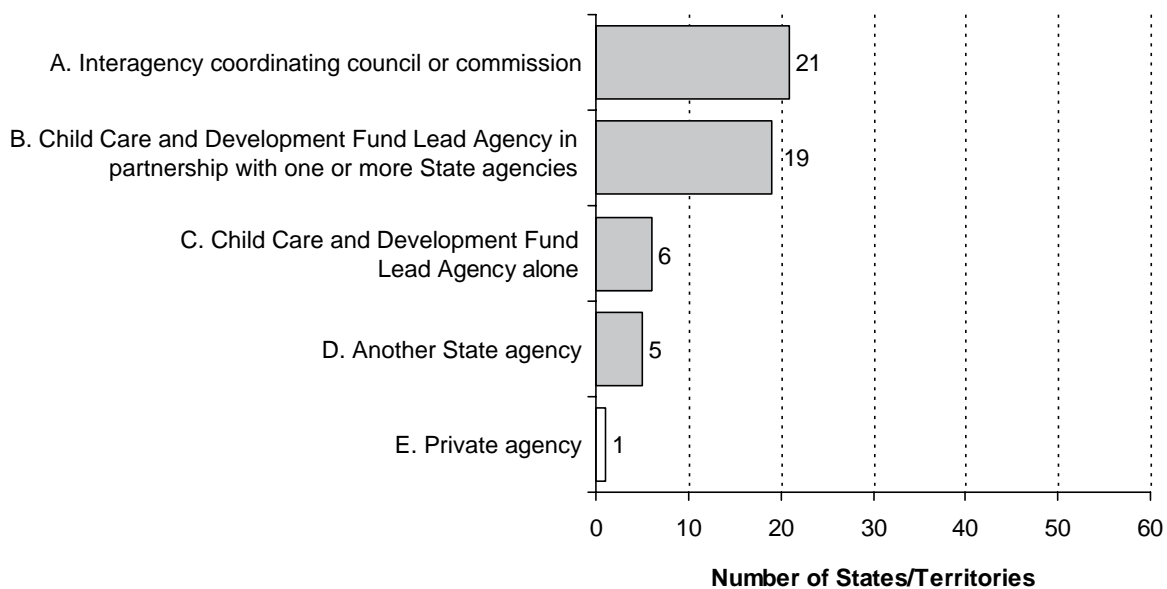 A. Interagency coordinating council or commission
21
B. Child Care and Development Fund Lead Agency in
partnership with one or more State agencies
19
C. Child Care and Development Fund
Lead Agency alone
6
D. Another State agency
5
E. Private agency
1
0 10 20 30 40 50 60
Number of States/Territories